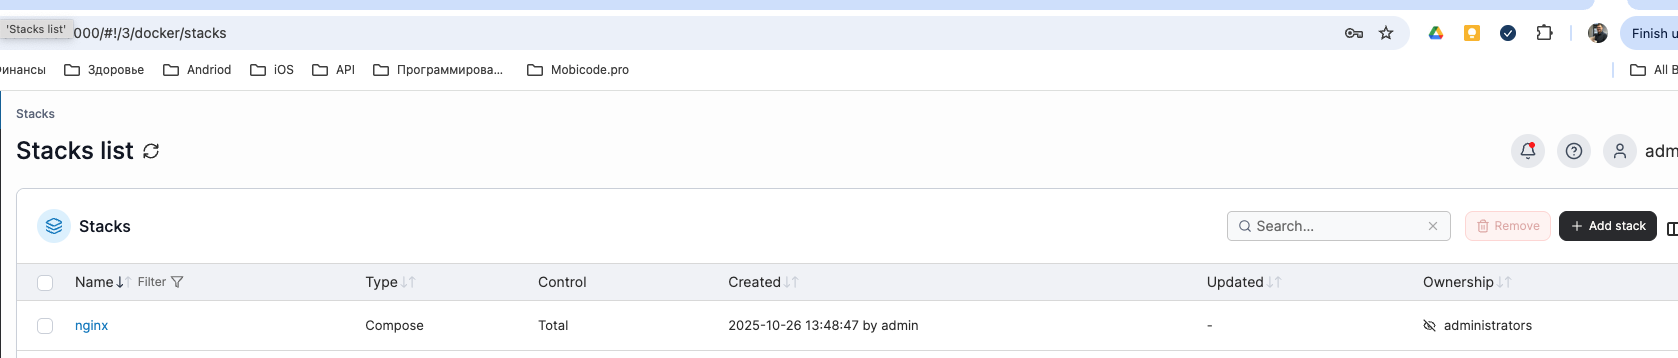 'Stacks list'
000/#!/3/docker/stacks
Finish u
инансы Здоровье Andriod iOS API Программирова... Mobicode.pro All B
Stacks
Stacks list
adm
Stacks Search... Remove + Add stack
Name Filter Type Control Created Updated Ownership
nginx Compose Total 2025-10-26 13:48:47 by admin - administrators